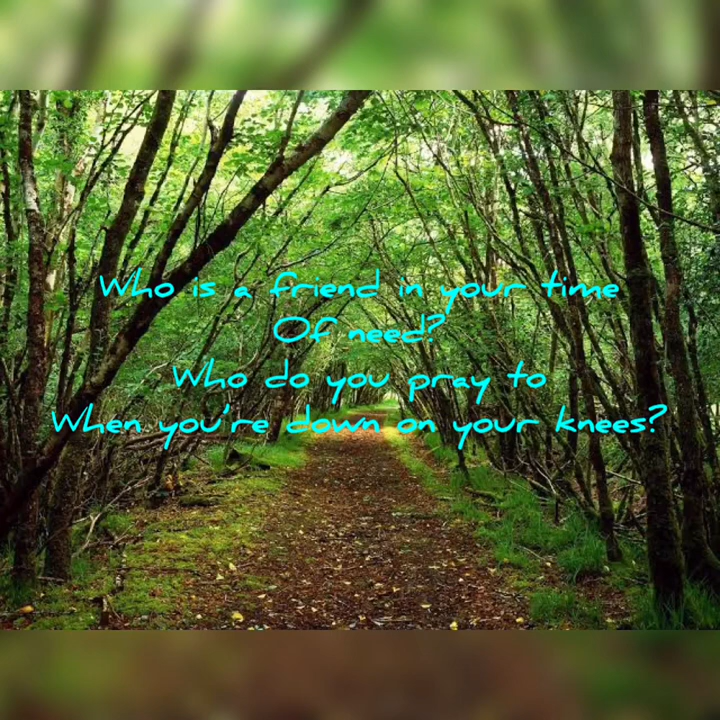 Who is a friend in your time
Of need?
Who do you pray to
When you're down on your knees?